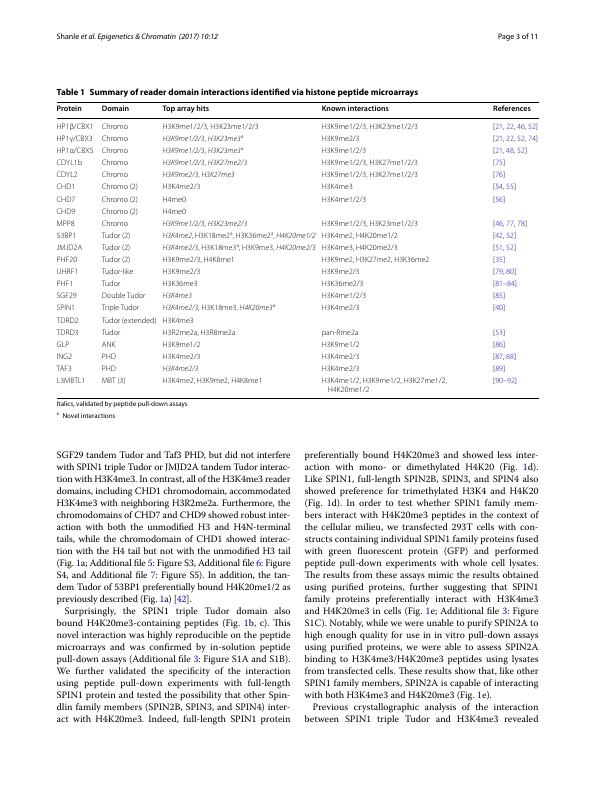 Shanle et al. Epigenetics & Chromatin (2017) 10:12
Page 3 of 11
Table 1 Summary of reader domain interactions identified via histone peptide microarrays
Protein Domain Top array hits Known interactions References
HP1β/CBX1 Chromo H3K9me1/2/3, H3K23me1/2/3 H3K9me1/2/3, H3K23me1/2/3 [21, 22, 46, 52]
HP1γ/CBX3 Chromo H3K9me1/2/3, H3K23me3a H3K9me2/3 [21, 22, 52, 74]
HP1α/CBX5 Chromo H3K9me1/2/3, H3K23me3a H3K9me1/2/3 [21, 48, 52]
CDYL1b Chromo H3K9me1/2/3, H3K27me2/3 H3K9me1/2/3, H3K27me1/2/3 [75]
CDYL2 Chromo H3K9me2/3, H3K27me3 H3K9me1/2/3, H3K27me1/2/3 [76]
CHD1 Chromo (2) H3K4me2/3 H3K4me3 [54, 55]
CHD7 Chromo (2) H4me0 H3K4me1/2/3 [56]
CHD9 Chromo (2) H4me0
MPP8 Chromo H3K9me1/2/3, H3K23me2/3 H3K9me1/2/3, H3K23me1/2/3 [46, 77, 78]
53BP1 Tudor (2) H3K4me2, H3K18me2a, H3K36me2a, H4K20me1/2 H3K4me2, H4K20me1/2 [42, 52]
JMJD2A Tudor (2) H3K4me2/3, H3K18me3a, H3K9me3, H4K20me2/3 H3K4me3, H4K20me2/3 [51, 52]
PHF20 Tudor (2) H3K9me2/3, H4K8me1 H3K9me2, H3K27me2, H3K36me2 [35]
UHRF1 Tudor-like H3K9me2/3 H3K9me2/3 [79, 80]
PHF1 Tudor H3K36me3 H3K36me2/3 [81–84]
SGF29 Double Tudor H3K4me3 H3K4me1/2/3 [85]
SPIN1 Triple Tudor H3K4me2/3, H3K18me3, H4K20me3a H3K4me2/3 [40]
TDRD2 Tudor (extended) H3K4me3
TDRD3 Tudor H3R2me2a, H3R8me2a pan-Rme2a [53]
GLP ANK H3K9me1/2 H3K9me1/2 [86]
ING2 PHD H3K4me2/3 H3K4me2/3 [87, 88]
TAF3 PHD H3K4me2/3 H3K4me2/3 [89]
L3MBTL1 MBT (3) H3K4me2, H3K9me2, H4K8me1 H3K4me1/2, H3K9me1/2, H3K27me1/2, [90–92]
H4K20me1/2
Italics, validated by peptide pull-down assays
a Novel interactions
SGF29 tandem Tudor and Taf3 PHD, but did not interfere
with SPIN1 triple Tudor or JMJD2A tandem Tudor interac-
tion with H3K4me3. In contrast, all of the H3K4me3 reader
domains, including CHD1 chromodomain, accommodated
H3K4me3 with neighboring H3R2me2a. Furthermore, the
chromodomains of CHD7 and CHD9 showed robust inter-
action with both the unmodified H3 and H4N-terminal
tails, while the chromodomain of CHD1 showed interac-
tion with the H4 tail but not with the unmodified H3 tail
(Fig. 1a; Additional file 5: Figure S3, Additional file 6: Figure
S4, and Additional file 7: Figure S5). In addition, the tan-
dem Tudor of 53BP1 preferentially bound H4K20me1/2 as
previously described (Fig. 1a) [42].
Surprisingly, the SPIN1 triple Tudor domain also
bound H4K20me3-containing peptides (Fig. 1b, c). This
novel interaction was highly reproducible on the peptide
microarrays and was confirmed by in-solution peptide
pull-down assays (Additional file 3: Figure S1A and S1B).
We further validated the specificity of the interaction
using peptide pull-down experiments with full-length
SPIN1 protein and tested the possibility that other Spin-
dlin family members (SPIN2B, SPIN3, and SPIN4) inter-
act with H4K20me3. Indeed, full-length SPIN1 protein
preferentially bound H4K20me3 and showed less inter-
action with mono- or dimethylated H4K20 (Fig. 1d).
Like SPIN1, full-length SPIN2B, SPIN3, and SPIN4 also
showed preference for trimethylated H3K4 and H4K20
(Fig. 1d). In order to test whether SPIN1 family mem-
bers interact with H4K20me3 peptides in the context of
the cellular milieu, we transfected 293T cells with con-
structs containing individual SPIN1 family proteins fused
with green fluorescent protein (GFP) and performed
peptide pull-down experiments with whole cell lysates.
The results from these assays mimic the results obtained
using purified proteins, further suggesting that SPIN1
family proteins preferentially interact with H3K4me3
and H4K20me3 in cells (Fig. 1e; Additional file 3: Figure
S1C). Notably, while we were unable to purify SPIN2A to
high enough quality for use in in vitro pull-down assays
using purified proteins, we were able to assess SPIN2A
binding to H3K4me3/H4K20me3 peptides using lysates
from transfected cells. These results show that, like other
SPIN1 family members, SPIN2A is capable of interacting
with both H3K4me3 and H4K20me3 (Fig. 1e).
Previous crystallographic analysis of the interaction
between SPIN1 triple Tudor and H3K4me3 revealed